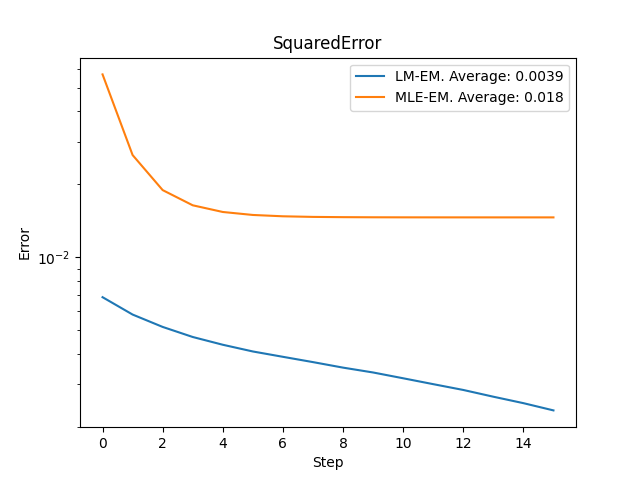 SquaredError
LM-EM. Average: 0.0039
MLE-EM. Average: 0.018
Error
10⁻²
0 2 4 6 8 10 12 14
Step